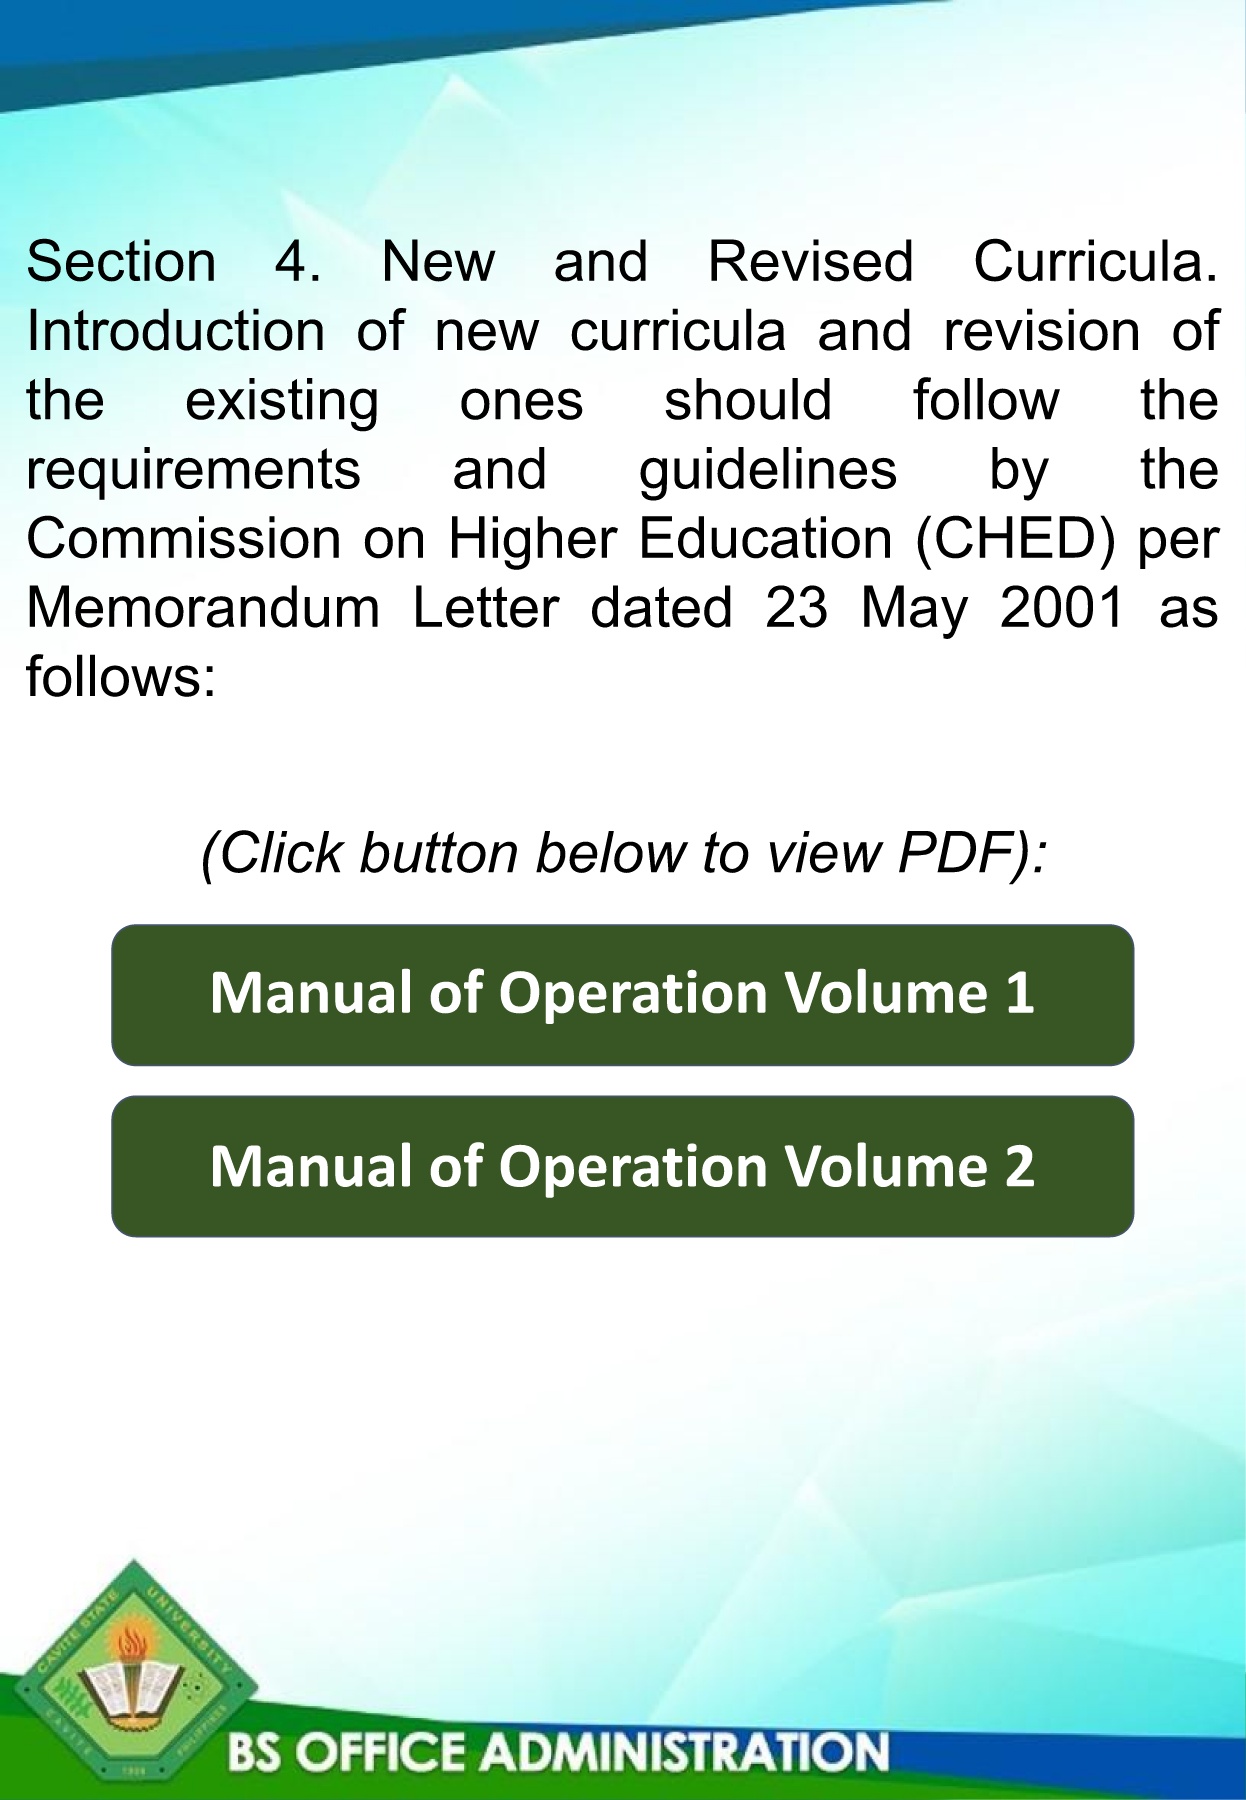 Section 4. New and Revised Curricula.
Introduction of new curricula and revision of
the existing ones should follow the
requirements and guidelines by the
Commission on Higher Education (CHED) per
Memorandum Letter dated 23 May 2001 as
follows:
(Click button below to view PDF):
Manual of Operation Volume 1
Manual of Operation Volume 2
CAVITE STATE UNIVERSITY
CAVITE
PHILIPPINES
1906
BS OFFICE ADMINISTRATION